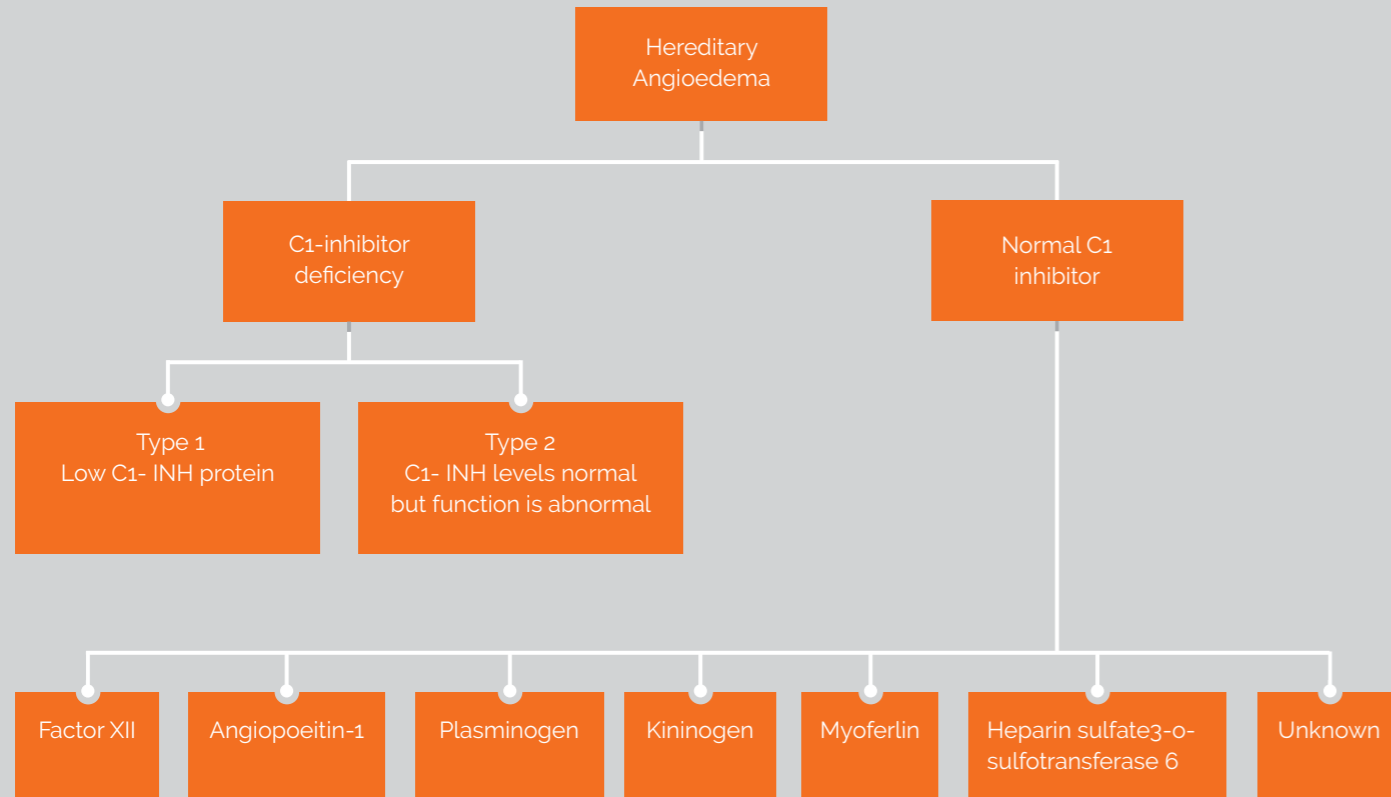 Hereditary
Angioedema
C1-inhibitor
deficiency
Normal C1
inhibitor
Type 1
Low C1- INH protein
Type 2
C1- INH levels normal
but function is abnormal
Factor XII
Angiopoeitin-1
Plasminogen
Kininogen
Myoferlin
Heparin sulfate3-o-
sulfotransferase 6
Unknown